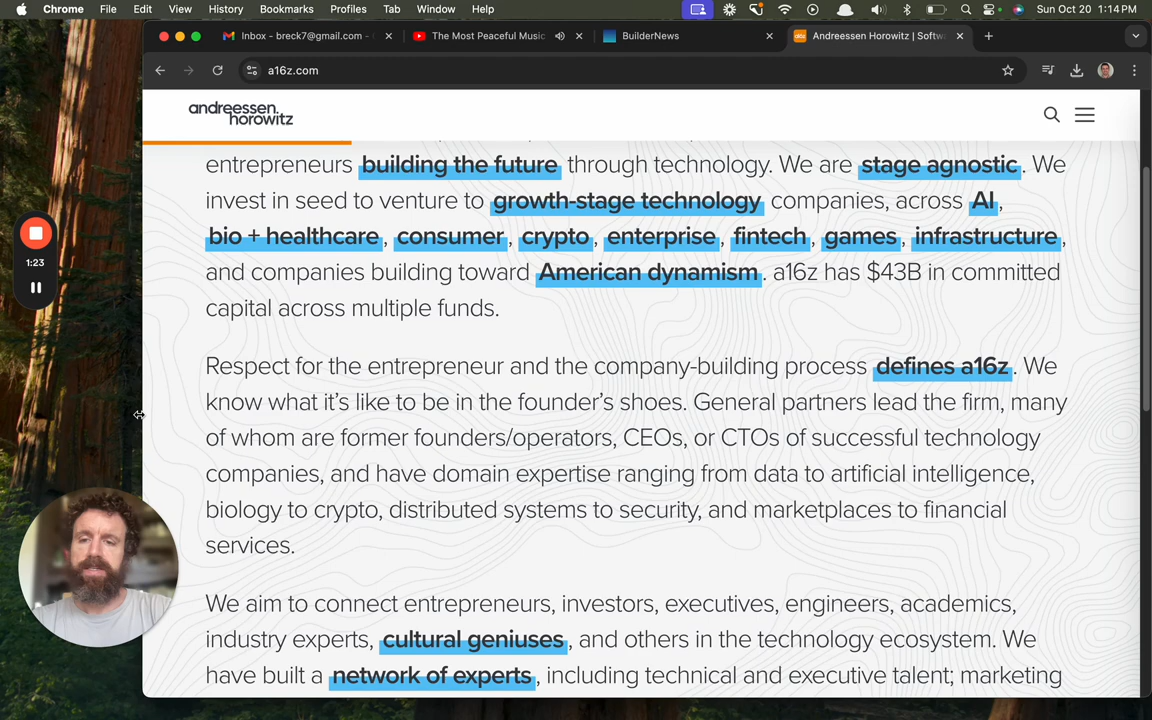 Chrome File Edit View History Bookmarks Profiles Tab Window Help Sun Oct 20 1:14 PM
Inbox - breck7@gmail.com - The Most Peaceful Music BuilderNews a16z Andreessen Horowitz | Softw
a16z.com
andreessen.
horowitz
entrepreneurs building the future through technology. We are stage agnostic. We
invest in seed to venture to growth-stage technology companies, across AI,
bio + healthcare, consumer, crypto, enterprise, fintech, games, infrastructure,
and companies building toward American dynamism. a16z has $43B in committed
capital across multiple funds.
1:23
Respect for the entrepreneur and the company-building process defines a16z. We
know what it's like to be in the founder's shoes. General partners lead the firm, many
of whom are former founders/operators, CEOs, or CTOs of successful technology
companies, and have domain expertise ranging from data to artificial intelligence,
biology to crypto, distributed systems to security, and marketplaces to financial
services.
We aim to connect entrepreneurs, investors, executives, engineers, academics,
industry experts, cultural geniuses, and others in the technology ecosystem. We
have built a network of experts, including technical and executive talent; marketing